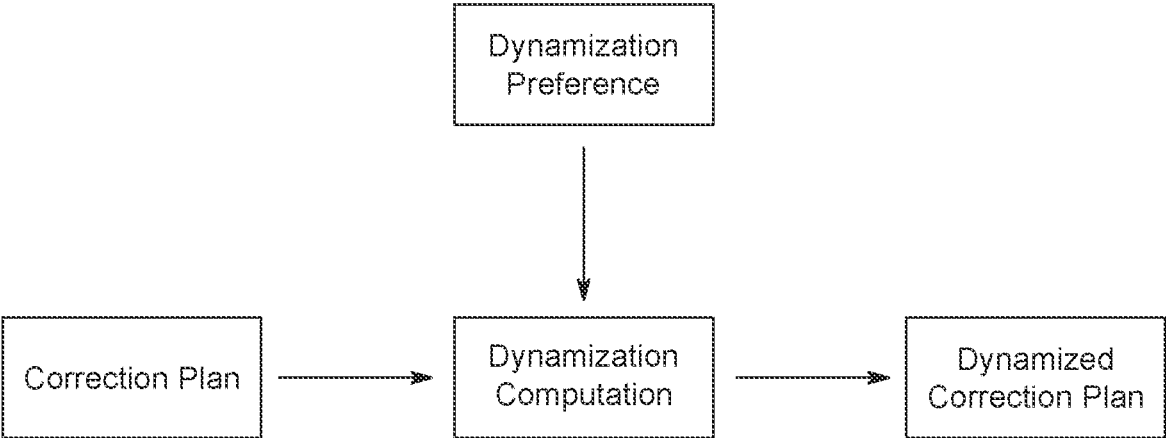 Dynamization
Preference
Correction Plan
Dynamization
Computation
Dynamized
Correction Plan